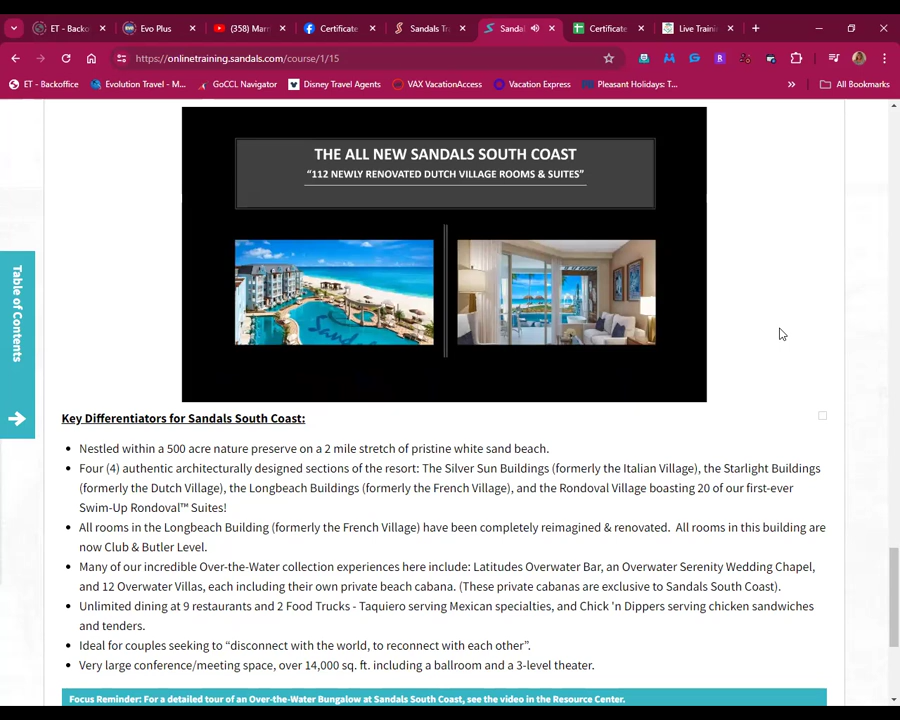 ET - Backo
Evo Plus
(358) Marr
Certificate
Sandals Tr
Sandal
Certificate
Live Traini
https://onlinetraining.sandals.com/course/1/15
ET - Backoffice
Evolution Travel - M...
GoCCL Navigator
Disney Travel Agents
VAX VacationAccess
Vacation Express
Pleasant Holidays: T...
»
All Bookmarks
THE ALL NEW SANDALS SOUTH COAST
“112 NEWLY RENOVATED DUTCH VILLAGE ROOMS & SUITES”
Sandals
Table of Contents
Key Differentiators for Sandals South Coast:
• Nestled within a 500 acre nature preserve on a 2 mile stretch of pristine white sand beach.
• Four (4) authentic architecturally designed sections of the resort: The Silver Sun Buildings (formerly the Italian Village), the Starlight Buildings
(formerly the Dutch Village), the Longbeach Buildings (formerly the French Village), and the Rondoval Village boasting 20 of our first-ever
Swim-Up Rondoval™ Suites!
• All rooms in the Longbeach Building (formerly the French Village) have been completely reimagined & renovated. All rooms in this building are
now Club & Butler Level.
• Many of our incredible Over-the-Water collection experiences here include: Latitudes Overwater Bar, an Overwater Serenity Wedding Chapel,
and 12 Overwater Villas, each including their own private beach cabana. (These private cabanas are exclusive to Sandals South Coast).
• Unlimited dining at 9 restaurants and 2 Food Trucks - Taquiero serving Mexican specialties, and Chick 'n Dippers serving chicken sandwiches
and tenders.
• Ideal for couples seeking to “disconnect with the world, to reconnect with each other”.
• Very large conference/meeting space, over 14,000 sq. ft. including a ballroom and a 3-level theater.
Focus Reminder: For a detailed tour of an Over-the-Water Bungalow at Sandals South Coast, see the video in the Resource Center.